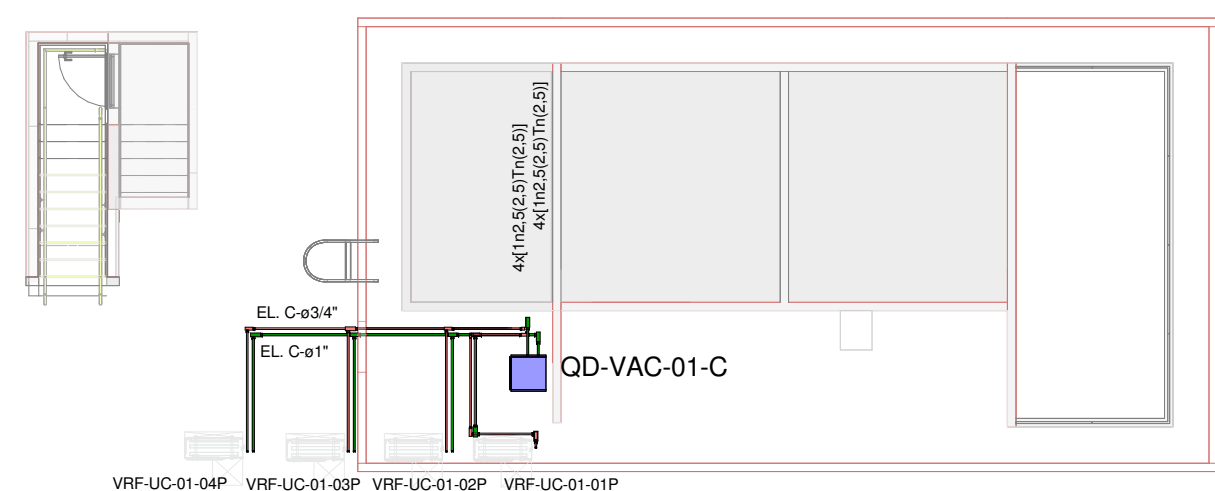 4x[1n2,5(2,5)Tn(2,5)]
4x[1n2,5(2,5)Tn(2,5)]
EL. C-ø3/4"
EL. C-ø1"
QD-VAC-01-C
VRF-UC-01-04P VRF-UC-01-03P VRF-UC-01-02P VRF-UC-01-01P